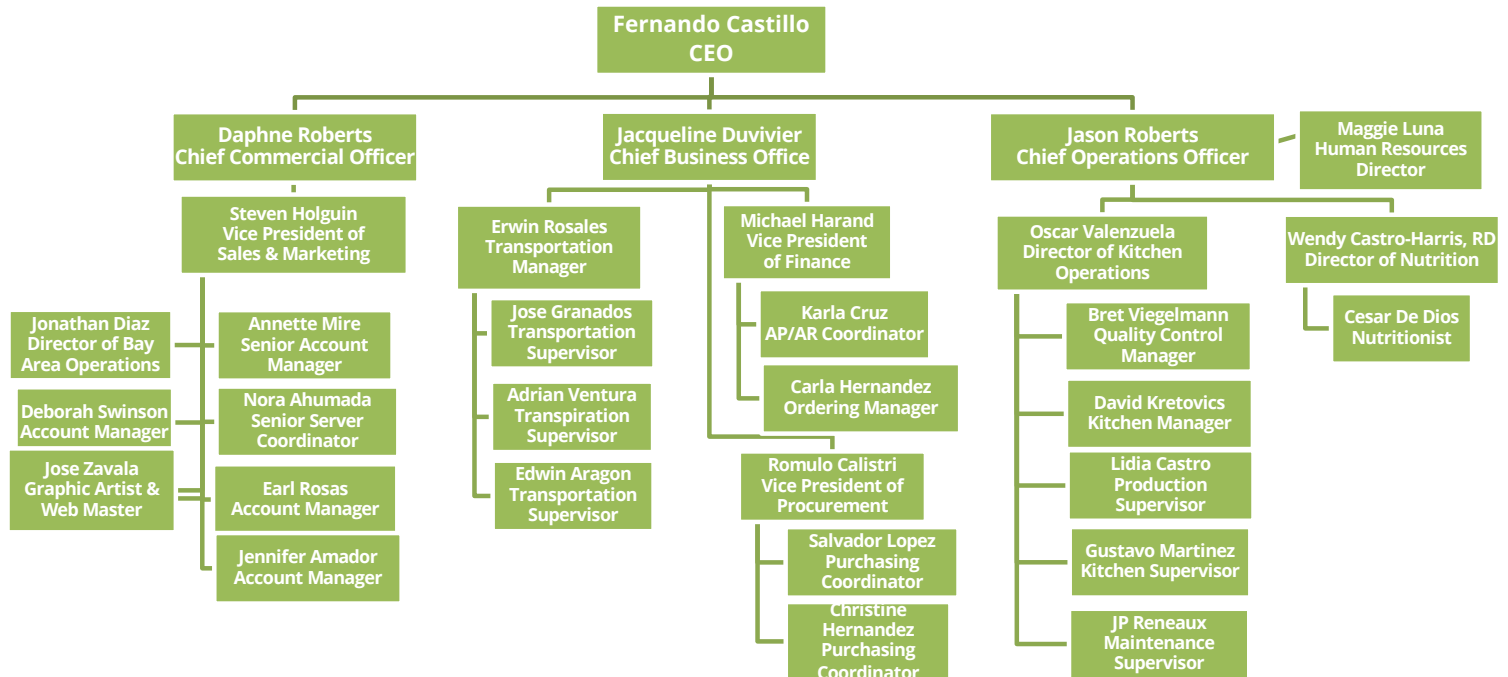 Fernando Castillo
CEO
Daphne Roberts
Chief Commercial Officer
Jacqueline Duvivier
Chief Business Office
Jason Roberts
Chief Operations Officer
Maggie Luna
Human Resources
Director
Steven Holguin
Vice President of
Sales & Marketing
Jonathan Diaz
Director of Bay
Area Operations
Annette Mire
Senior Account
Manager
Deborah Swinson
Account Manager
Nora Ahumada
Senior Server
Coordinator
Jose Zavala
Graphic Artist &
Web Master
Earl Rosas
Account Manager
Jennifer Amador
Account Manager
Erwin Rosales
Transportation
Manager
Jose Granados
Transportation
Supervisor
Adrian Ventura
Transpiration
Supervisor
Edwin Aragon
Transportation
Supervisor
Michael Harand
Vice President
of Finance
Karla Cruz
AP/AR Coordinator
Carla Hernandez
Ordering Manager
Romulo Calistri
Vice President of
Procurement
Salvador Lopez
Purchasing
Coordinator
Christine
Hernandez
Purchasing
Coordinator
Oscar Valenzuela
Director of Kitchen
Operations
Bret Viegelmann
Quality Control
Manager
David Kretovics
Kitchen Manager
Lidia Castro
Production
Supervisor
Gustavo Martinez
Kitchen Supervisor
JP Reneaux
Maintenance
Supervisor
Wendy Castro-Harris, RD
Director of Nutrition
Cesar De Dios
Nutritionist